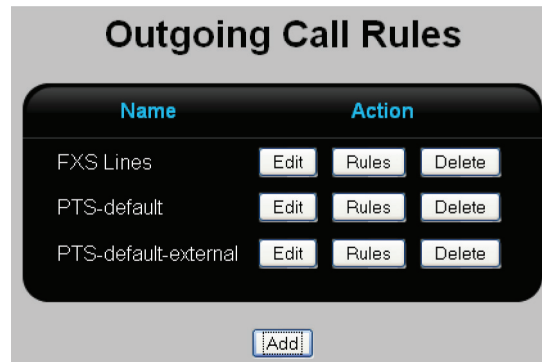 Outgoing Call Rules
Name Action
FXS Lines Edit Rules Delete
PTS-default Edit Rules Delete
PTS-default-external Edit Rules Delete
Add